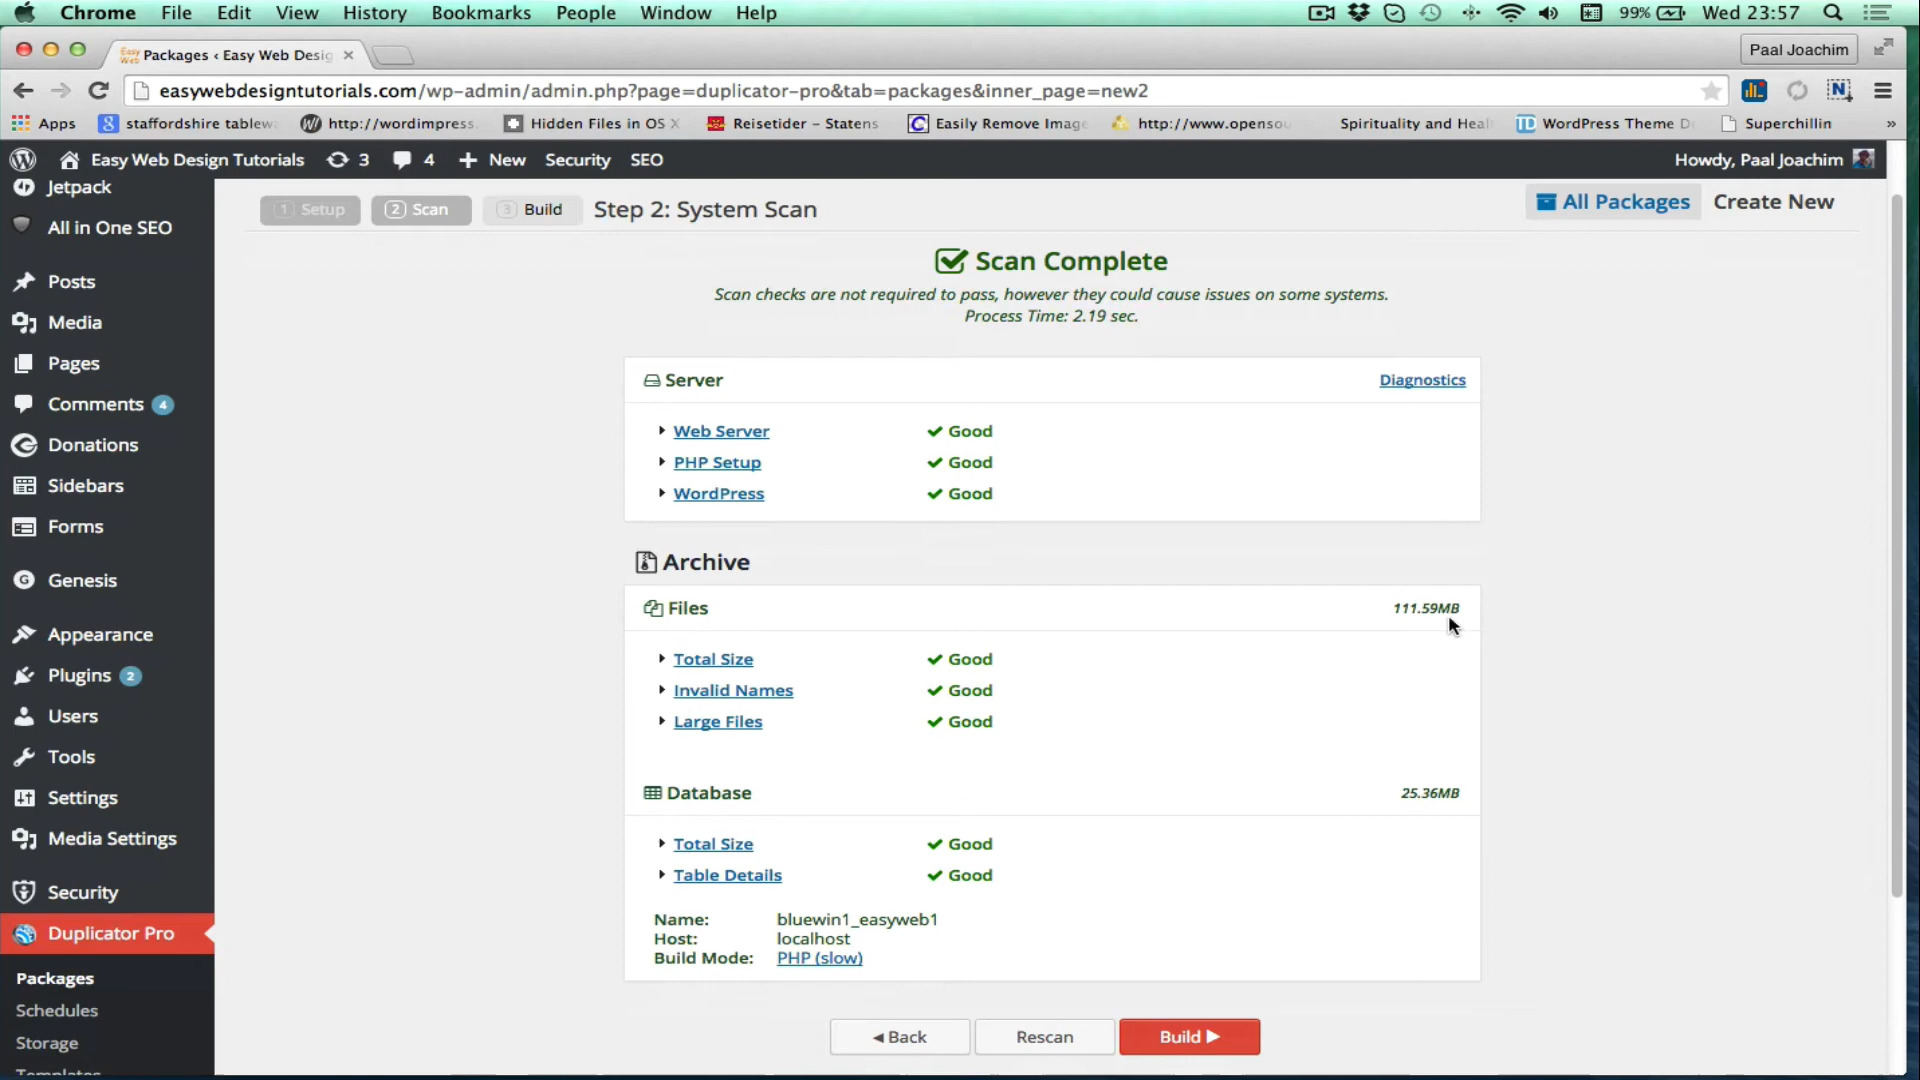 Chrome File Edit View History Bookmarks People Window Help 99% Wed 23:57
Packages ‹ Easy Web Desig
Paal Joachim
easywebdesigntutorials.com/wp-admin/admin.php?page=duplicator-pro&tab=packages&inner_page=new2
Apps staffordshire tablew http://wordimpress. Hidden Files in OS X Reisetider – Statens Easily Remove Image http://www.openso Spirituality and Heal WordPress Theme D Superchillin »
Easy Web Design Tutorials 3 4 New Security SEO Howdy, Paal Joachim
Jetpack
All in One SEO
Posts
Media
Pages
Comments 4
Donations
Sidebars
Forms
Genesis
Appearance
Plugins 2
Users
Tools
Settings
Media Settings
Security
Duplicator Pro
Packages
Schedules
Storage
Templates
1 Setup 2 Scan 3 Build Step 2: System Scan
All Packages Create New
Scan Complete
Scan checks are not required to pass, however they could cause issues on some systems.
Process Time: 2.19 sec.
Server Diagnostics
Web Server Good
PHP Setup Good
WordPress Good
Archive
Files 111.59MB
Total Size Good
Invalid Names Good
Large Files Good
Database 25.36MB
Total Size Good
Table Details Good
Name: bluewin1_easyweb1
Host: localhost
Build Mode: PHP (slow)
Back Rescan Build